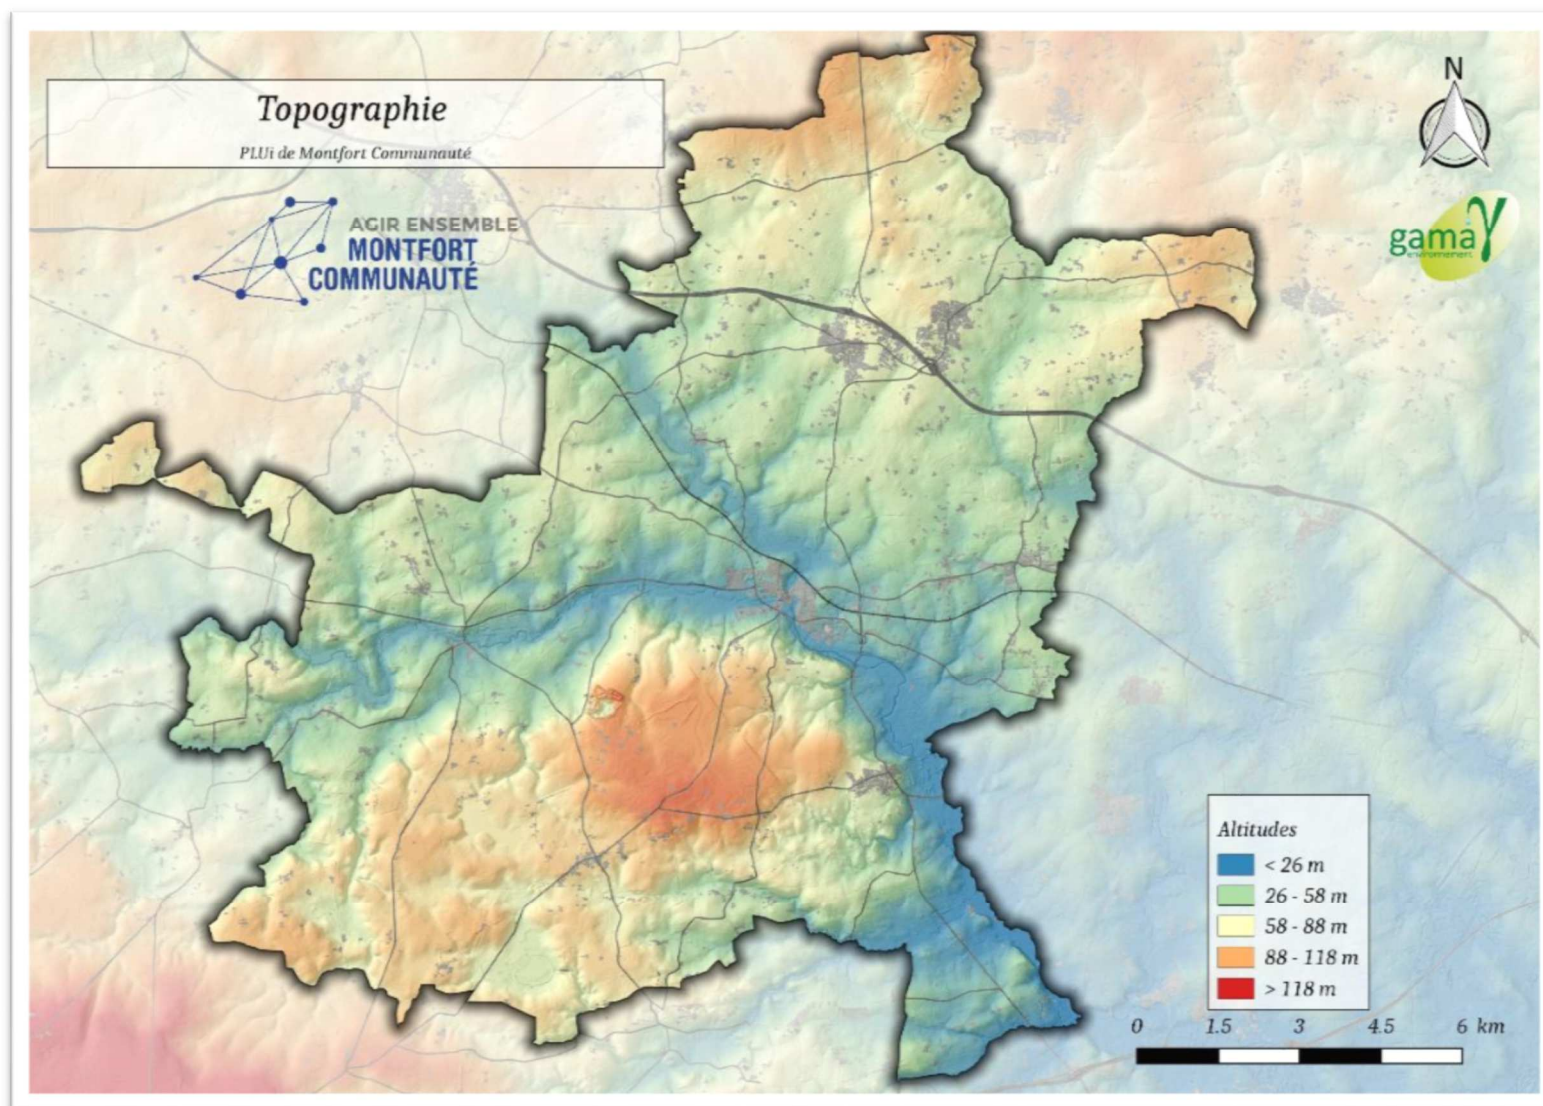 Topographie
PLUi de Montfort Communauté
AGIR ENSEMBLE
MONTFORT
COMMUNAUTÉ
N
gama
environnement
Altitudes
< 26 m
26 - 58 m
58 - 88 m
88 - 118 m
> 118 m
0 1.5 3 4.5 6 km